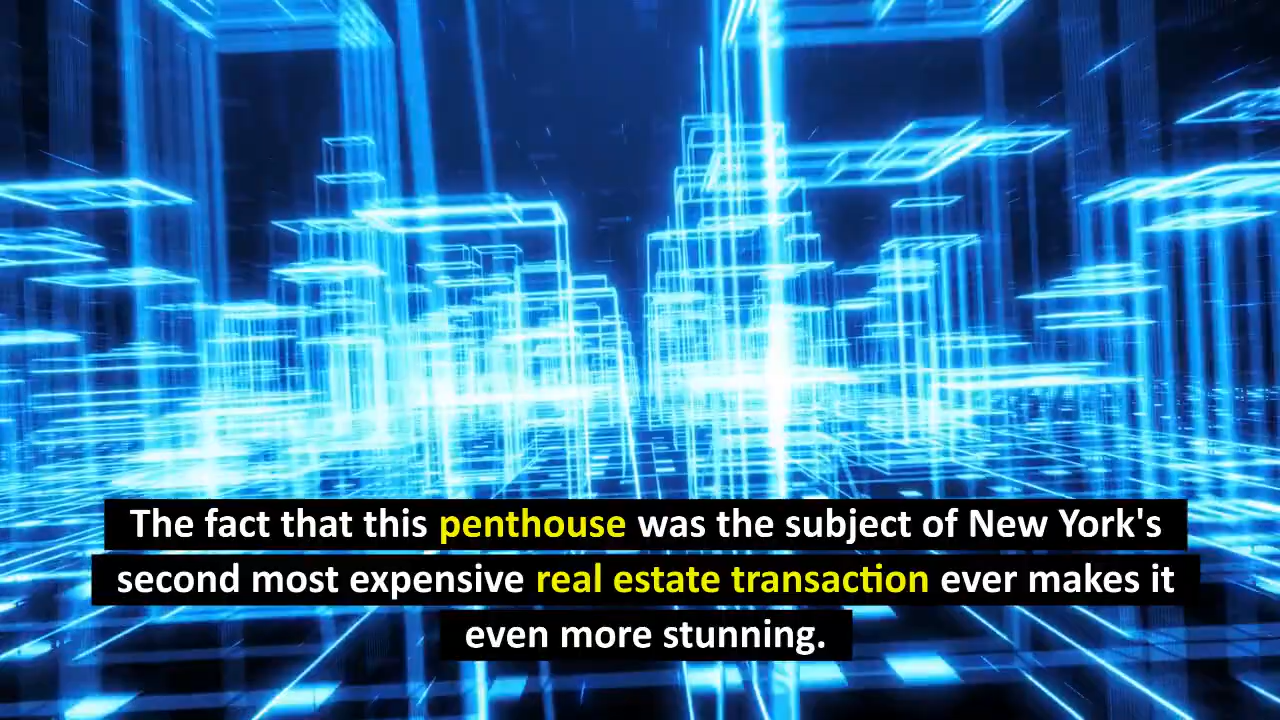 The fact that this penthouse was the subject of New York's
second most expensive real estate transaction ever makes it
even more stunning.